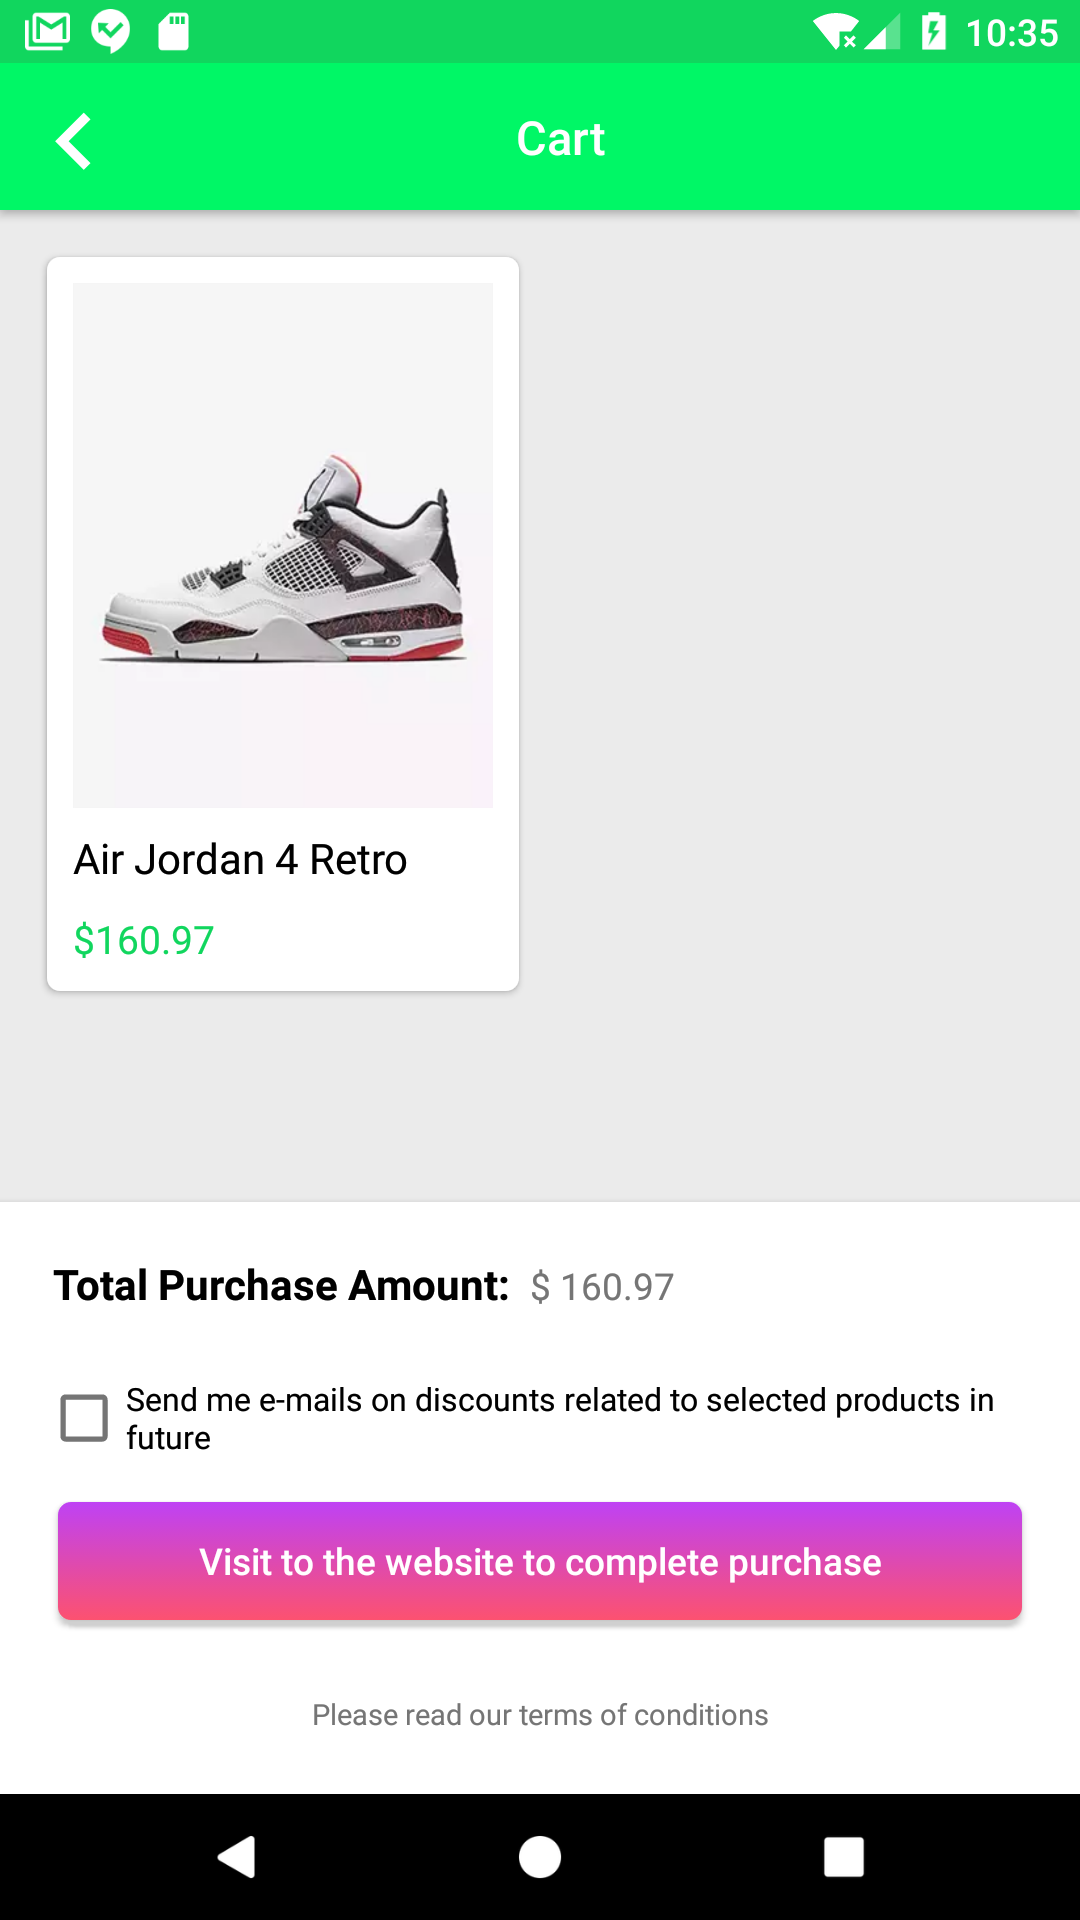 10:35
Cart
Air Jordan 4 Retro
$160.97
Total Purchase Amount: $ 160.97
Send me e-mails on discounts related to selected products in
future
Visit to the website to complete purchase
Please read our terms of conditions